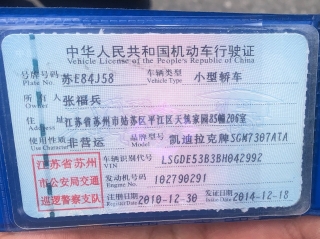 中华人民共和国机动车行驶证
Vehicle License of the People's Republic of China
号牌号码 Plate No. 苏E84J58 车辆类型 Vehicle Type 小型轿车
所有人 Owner 张福兵
住址 Address 江苏省苏州市姑苏区平江区天筑家园85幢206室
使用性质 Use Character 非营运 品牌型号 Model 凯迪拉克牌SGM7307ATA
江苏省苏州
市公安局交通
巡逻警察支队
车辆识别代号 VIN LSGDE53B3BH042992
发动机号码 Engine No. 102790291
注册日期 Register Date 2010-12-30 发证日期 Issue Date 2014-12-18